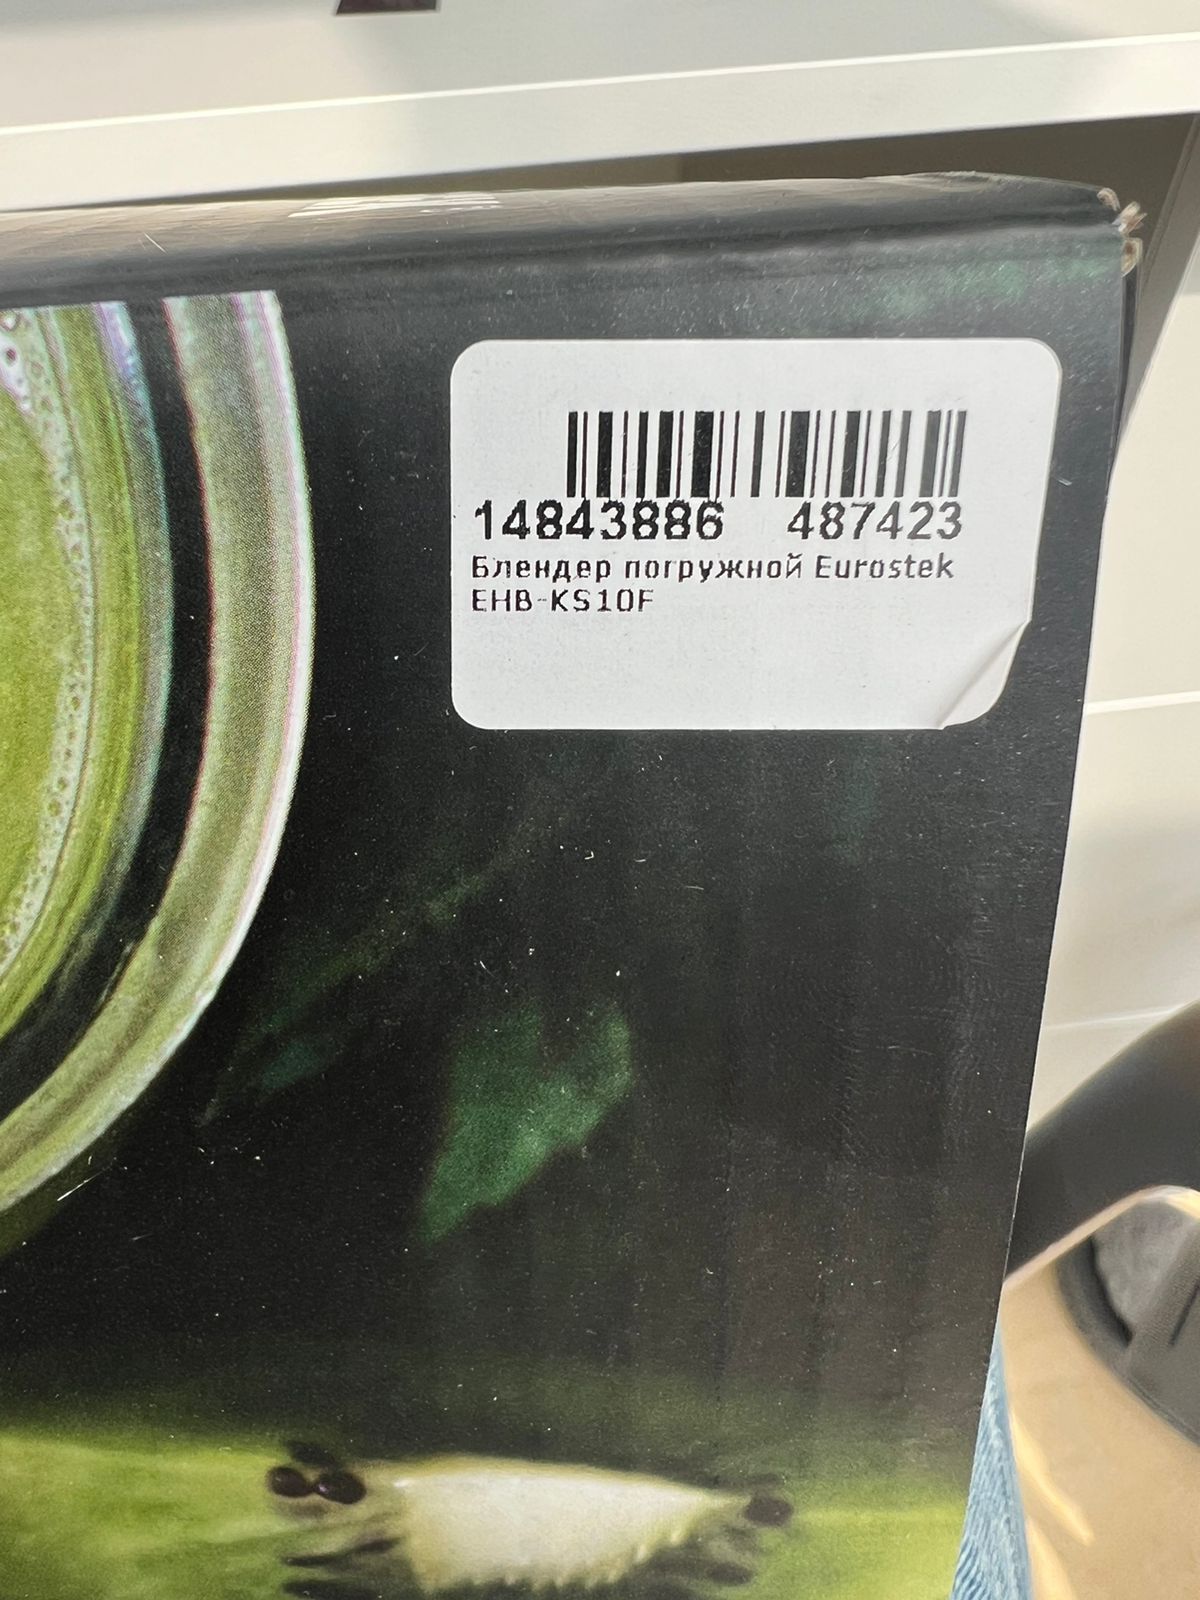 14843886 487423
Блендер погружной Eurostek
EHB-KS10F